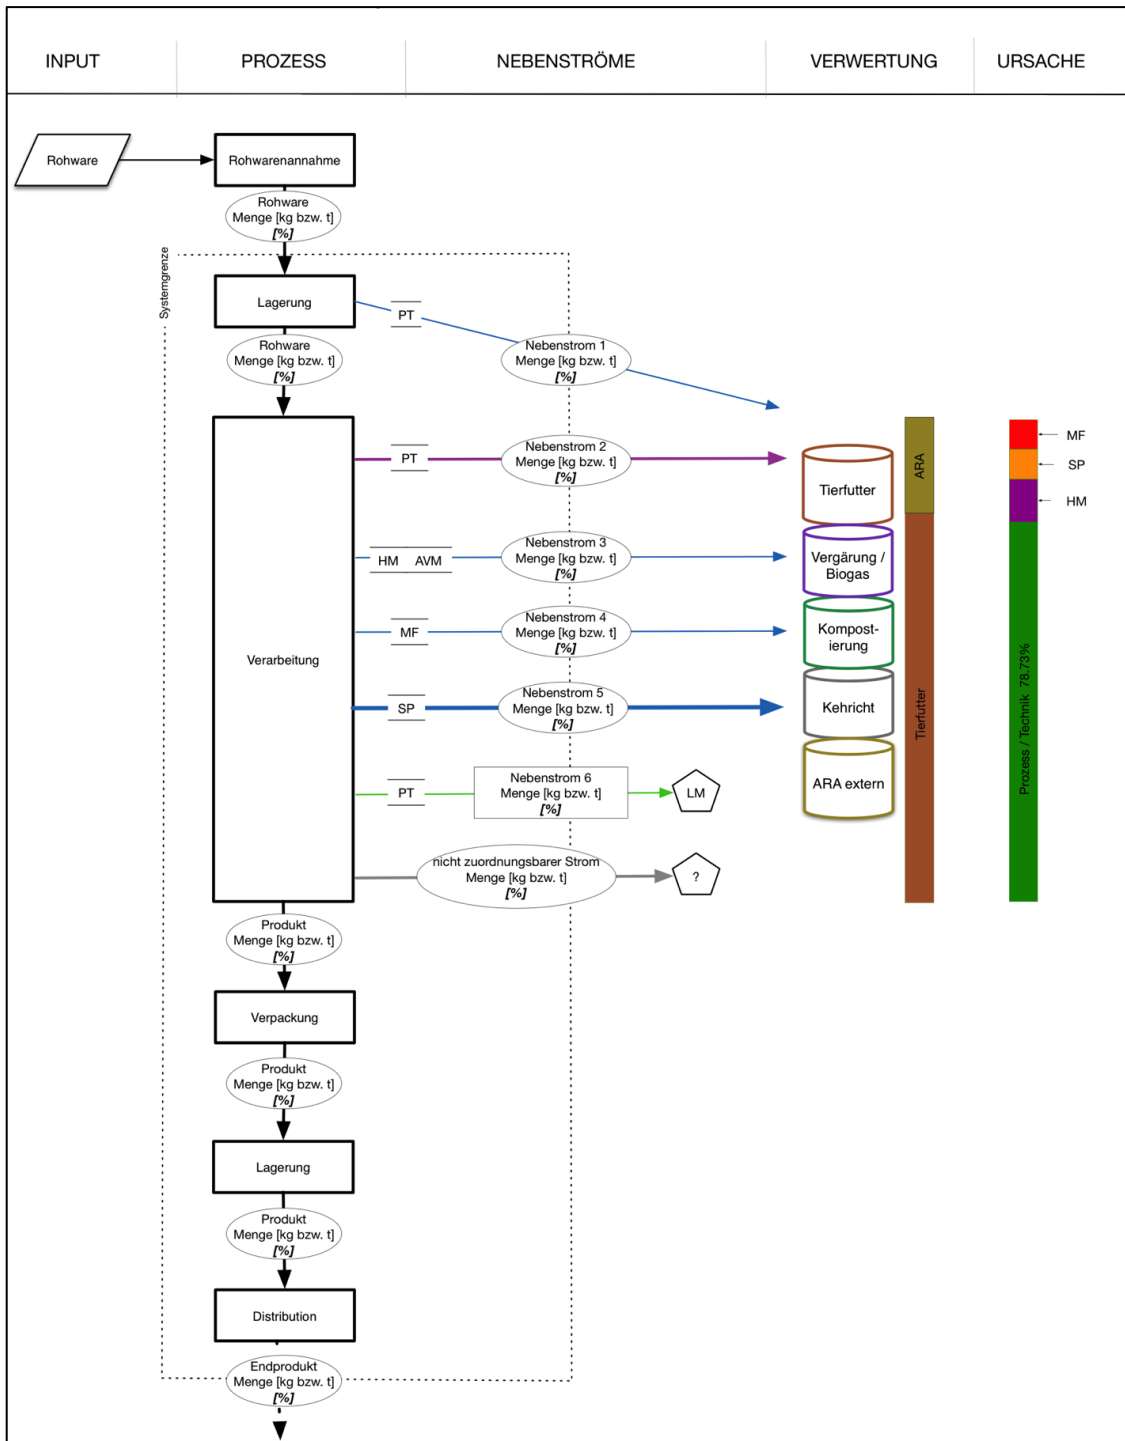 INPUT
PROZESS
NEBENSTRÖME
VERWERTUNG
URSACHE
Rohware
Rohwarenannahme
Rohware
Menge [kg bzw. t]
[%]
Systemgrenze
Lagerung
PT
Rohware
Menge [kg bzw. t]
[%]
Nebenstrom 1
Menge [kg bzw. t]
[%]
Verarbeitung
PT
Nebenstrom 2
Menge [kg bzw. t]
[%]
HM AVM
Nebenstrom 3
Menge [kg bzw. t]
[%]
MF
Nebenstrom 4
Menge [kg bzw. t]
[%]
SP
Nebenstrom 5
Menge [kg bzw. t]
[%]
PT
Nebenstrom 6
Menge [kg bzw. t]
[%]
LM
nicht zuordnungsbarer Strom
Menge [kg bzw. t]
[%]
?
Tierfutter
Vergärung /
Biogas
Kompost-
ierung
Kehricht
ARA extern
ARA
Tierfutter
MF
SP
HM
Prozess / Technik 78.73%
Produkt
Menge [kg bzw. t]
[%]
Verpackung
Produkt
Menge [kg bzw. t]
[%]
Lagerung
Produkt
Menge [kg bzw. t]
[%]
Distribution
Endprodukt
Menge [kg bzw. t]
[%]